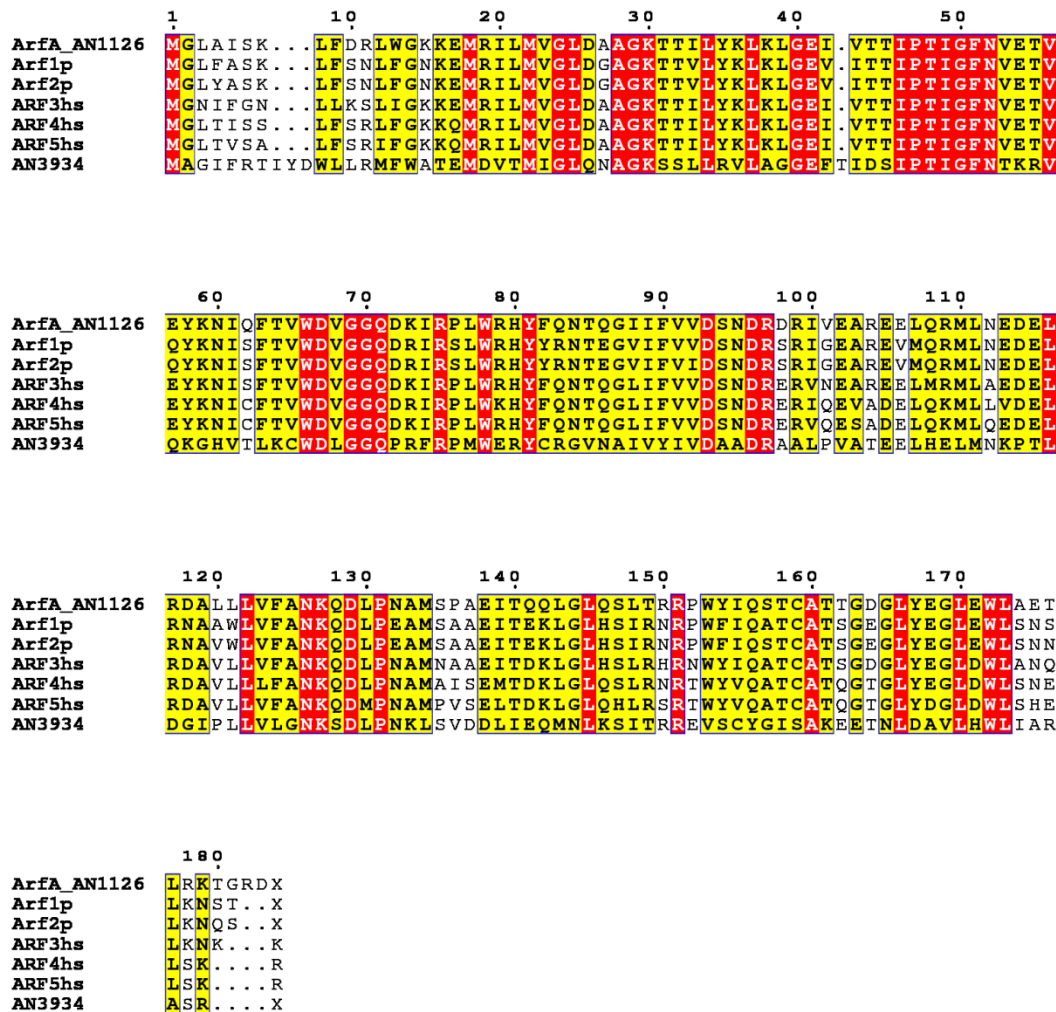 1 10 20 30 40 50
ArfA_AN1126 MGLAISK...LFDRLWGKKEMRILMVGLDAAGKTTILYKLKLGEI.VTTIPTIGFNVETV
Arf1p MGLFASK...LFSNLFGNKEMRILMVGLDGAGKTTVLYKLKLGEV.ITTIPTIGFNVETV
Arf2p MGLYASK...LFSNLFGNKEMRILMVGLDGAGKTTVLYKLKLGEV.ITTIPTIGFNVETV
ARF3hs MGNIFGN...LLKSLIGKKEMRILMVGLDAAGKTTILYKLKLGEI.VTTIPTIGFNVETV
ARF4hs MGLTISS...LFSRLFGKKQMRILMVGLDAAGKTTILYKLKLGEI.VTTIPTIGFNVETV
ARF5hs MGLTVSA...LFSRIFGKKQMRILMVGLDAAGKTTILYKLKLGEI.VTTIPTIGFNVETV
AN3934 MAGIFRTIYDWLLRMFWATEMDVTMIGLQNAGKSSLLRVLAGGEFTIDSIPTIGFNTKRV
60 70 80 90 100 110
ArfA_AN1126 EYKNIQFTVWDVGGQDKIRPLWRHYFQNTQGIIFVVDSNDRDRIVEAREELQRMLNEDEL
Arf1p QYKNISFTVWDVGGQDRIRSLWRHYYRNTEGVIFVVDSNDRSRIGEAREVMQRMLNEDEL
Arf2p QYKNISFTVWDVGGQDRIRSLWRHYYRNTEGVIFVIDSNDRSRIGEAREVMQRMLNEDEL
ARF3hs EYKNISFTVWDVGGQDKIRPLWRHYFQNTQGLIFVVDSNDRERVNEAREELMRMLAEDEL
ARF4hs EYKNICFTVWDVGGQDRIRPLWKHYFQNTQGLIFVVDSNDRERIQEVADELQKMLLVDEL
ARF5hs EYKNICFTVWDVGGQDKIRPLWRHYFQNTQGLIFVVDSNDRERVQESADELQKMLQEDEL
AN3934 QKGHVTLKCWDLGGQPRFRPMWERYCRGVNAIVYIVDAADRAALPVATEELHELMNKPTL
120 130 140 150 160 170
ArfA_AN1126 RDALLLVFANKQDLPNAMSPAEITQQLGLQSLTRRPWYIQSTCATTGDGLYEGLEWLAET
Arf1p RNAAWLVFANKQDLPEAMSAAEITEKLGLHSIRNRPWFIQATCATSGEGLYEGLEWLSNS
Arf2p RNAVWLVFANKQDLPEAMSAAEITEKLGLHSIRNRPWFIQSTCATSGEGLYEGLEWLSNN
ARF3hs RDAVLLVFANKQDLPNAMNAAEITDKLGLHSLRHRNWYIQATCATSGDGLYEGLDWLANQ
ARF4hs RDAVLLLFANKQDLPNAMAISEMTDKLGLQSLRNRTWYVQATCATQGTGLYEGLDWLSNE
ARF5hs RDAVLLVFANKQDMPNAMPVSELTDKLGLQHLRSRTWYVQATCATQGTGLYDGLDWLSHE
AN3934 DGIPLLVLGNKSDLPNKLSVDDLIEQMNLKSITRREVSCYGISAKEETNLDAVLHWLIAR
180
ArfA_AN1126 LRKTGRDX
Arf1p LKNST..X
Arf2p LKNQS..X
ARF3hs LKNK...K
ARF4hs LSK....R
ARF5hs LSK....R
AN3934 ASR....X